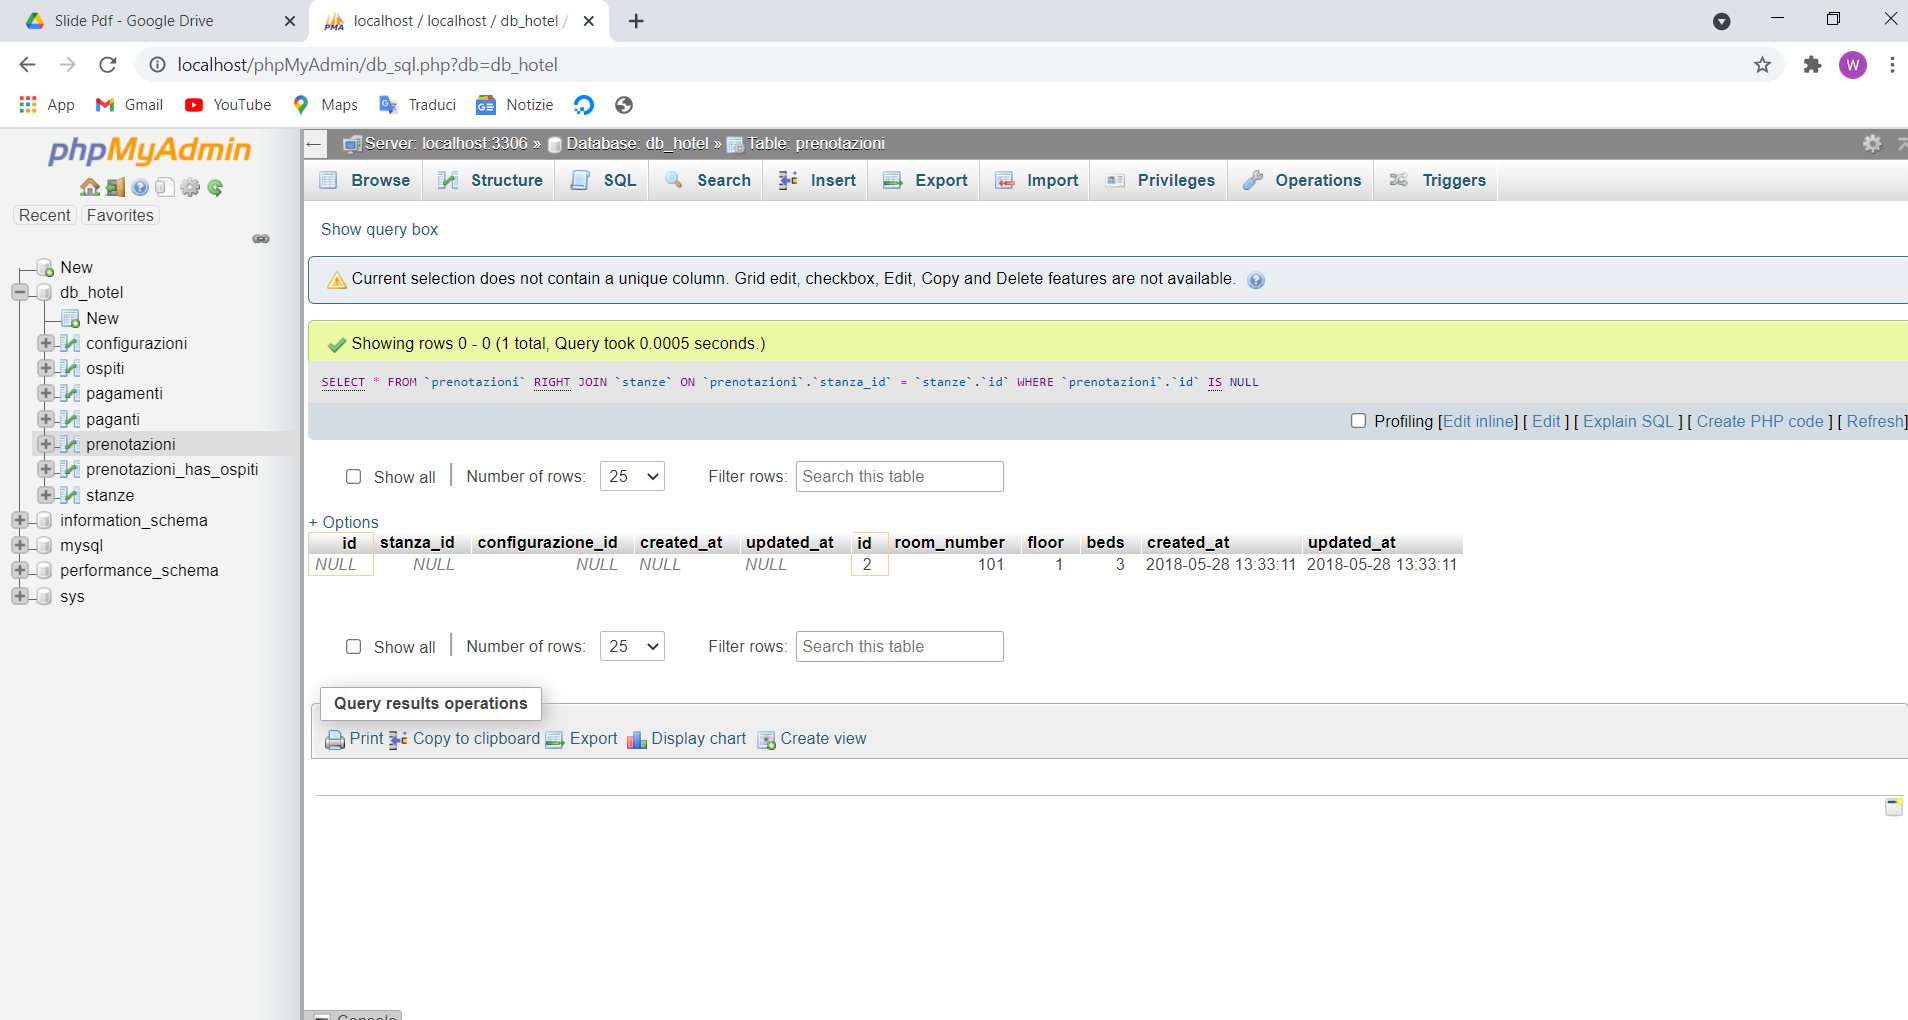 Slide Pdf - Google Drive
localhost / localhost / db_hotel /
localhost/phpMyAdmin/db_sql.php?db=db_hotel
W
App Gmail YouTube Maps Traduci Notizie
phpMyAdmin
Recent Favorites
New
db_hotel
New
configurazioni
ospiti
pagamenti
paganti
prenotazioni
prenotazioni_has_ospiti
stanze
information_schema
mysql
performance_schema
sys
Server: localhost:3306 » Database: db_hotel » Table: prenotazioni
Browse Structure SQL Search Insert Export Import Privileges Operations Triggers
Show query box
Current selection does not contain a unique column. Grid edit, checkbox, Edit, Copy and Delete features are not available.
Showing rows 0 - 0 (1 total, Query took 0.0005 seconds.)
SELECT * FROM `prenotazioni` RIGHT JOIN `stanze` ON `prenotazioni`.`stanza_id` = `stanze`.`id` WHERE `prenotazioni`.`id` IS NULL
Profiling [Edit inline] [ Edit ] [ Explain SQL ] [ Create PHP code ] [ Refresh]
Show all | Number of rows: 25 Filter rows: Search this table
+ Options
id stanza_id configurazione_id created_at updated_at id room_number floor beds created_at updated_at
NULL NULL NULL NULL NULL 2 101 1 3 2018-05-28 13:33:11 2018-05-28 13:33:11
Show all | Number of rows: 25 Filter rows: Search this table
Query results operations
Print Copy to clipboard Export Display chart Create view
Console